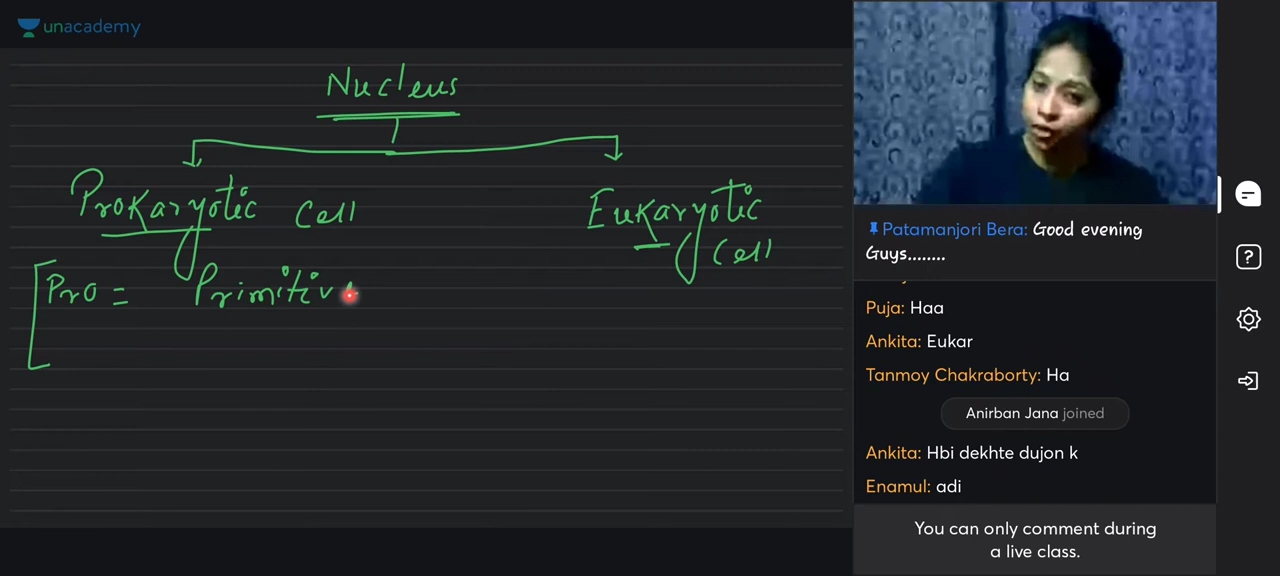 unacademy
Nucleus
Prokaryotic Cell
Eukaryotic
Cell
Pro = Primitive
Patamanjori Bera: Good evening
Guys........
Puja: Haa
Ankita: Eukar
Tanmoy Chakraborty: Ha
Anirban Jana joined
Ankita: Hbi dekhte dujon k
Enamul: adi
You can only comment during
a live class.